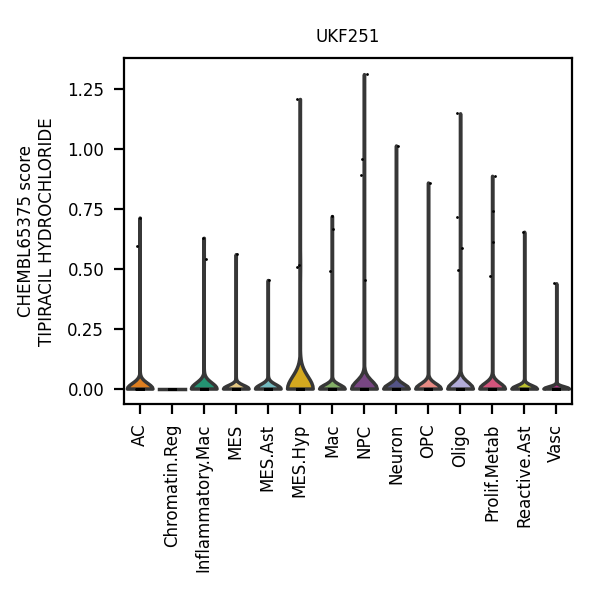 UKF251
CHEMBL65375 score
TIPIRACIL HYDROCHLORIDE
1.25
1.00
0.75
0.50
0.25
0.00
AC
Chromatin.Reg
Inflammatory.Mac
MES
MES.Ast
MES.Hyp
Mac
NPC
Neuron
OPC
Oligo
Prolif.Metab
Reactive.Ast
Vasc